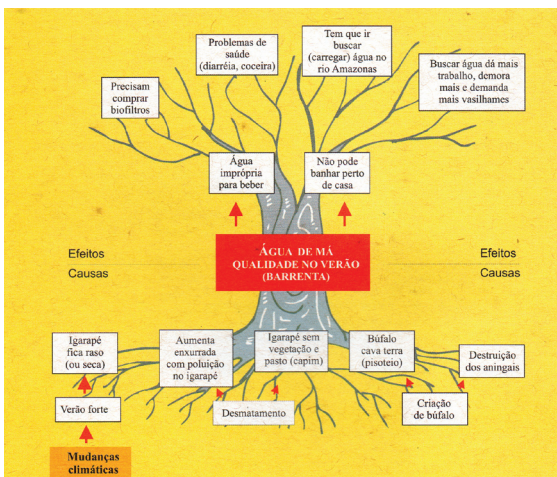 Problemas de
saúde
(diarréia, coceira)
Tem que ir
buscar
(carregar) água no
rio Amazonas
Buscar água dá mais
trabalho, demora
mais e demanda
mais vasilhames
Precisam
comprar
biofiltros
Água
imprópria
para beber
Não pode
banhar perto
de casa
Efeitos
Causas
ÁGUA DE MÁ
QUALIDADE NO VERÃO
(BARRENTA)
Efeitos
Causas
Igarapé
fica raso
(ou seca)
Aumenta
enxurrada
com poluição
no igarapé
Igarapé sem
vegetação e
pasto (capim)
Búfalo
cava terra
(pisoteio)
Destruição
dos aningais
Verão forte
Desmatamento
Criação
de búfalo
Mudanças
climáticas